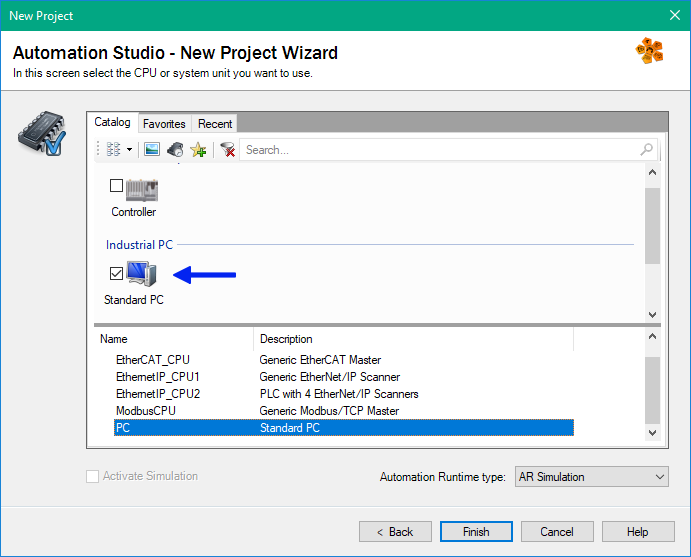 New Project
Automation Studio - New Project Wizard
In this screen select the CPU or system unit you want to use.
Catalog Favorites Recent
Search...
Controller
Industrial PC
Standard PC
Name Description
EtherCAT_CPU Generic EtherCAT Master
EthernetIP_CPU1 Generic EtherNet/IP Scanner
EthernetIP_CPU2 PLC with 4 EtherNet/IP Scanners
ModbusCPU Generic Modbus/TCP Master
PC Standard PC
Activate Simulation Automation Runtime type: AR Simulation
< Back Finish Cancel Help